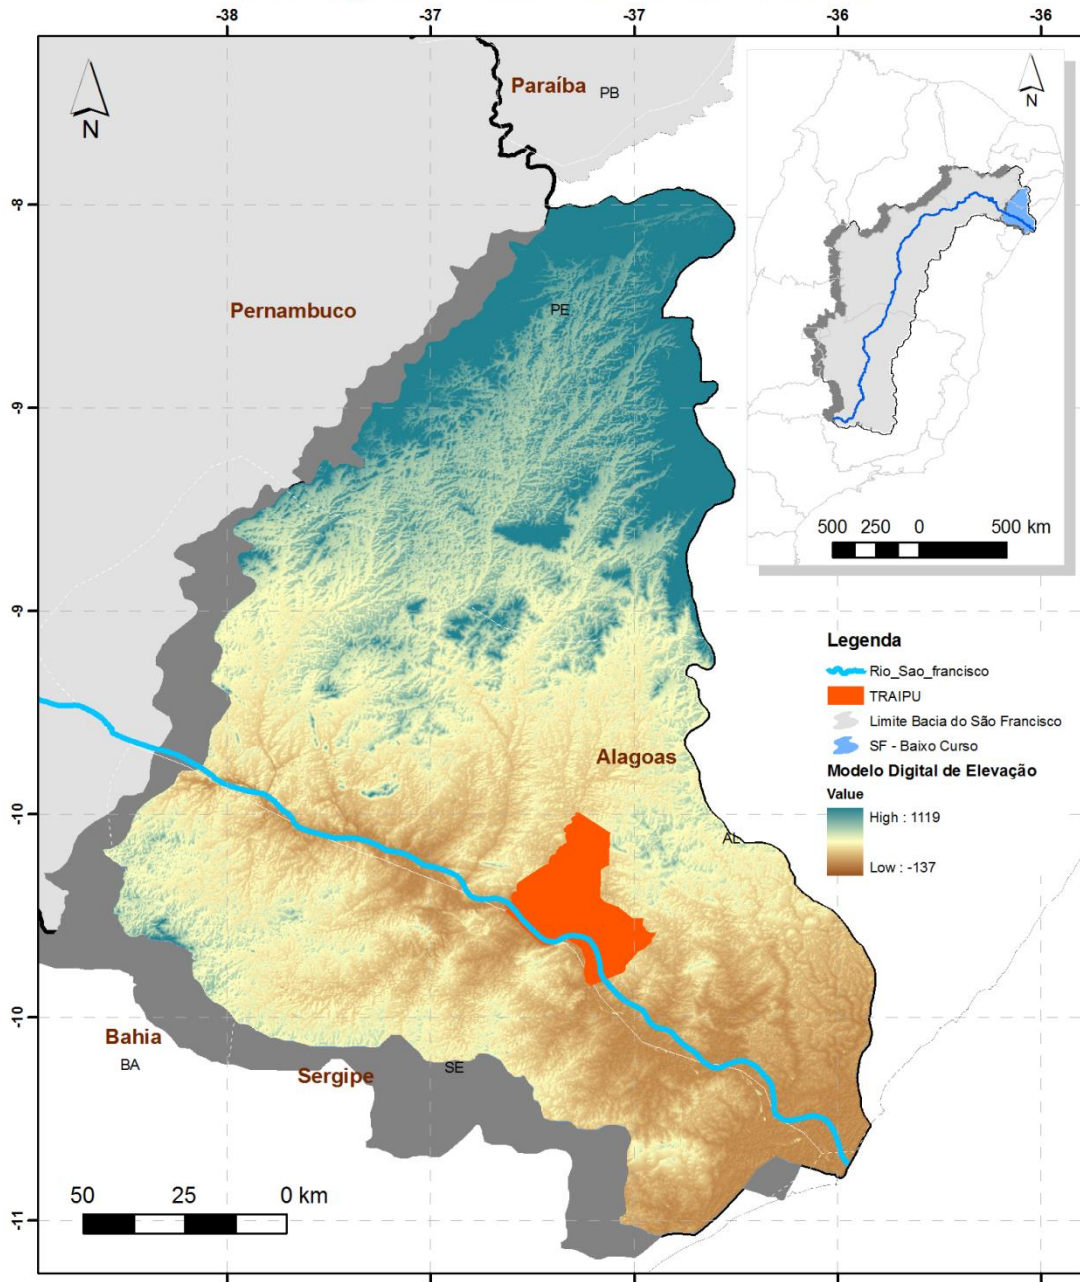 -38 -37 -37 -36 -36
Paraíba PB
N
N
-8
Pernambuco
PE
-9
500 250 0 500 km
-9
Legenda
Rio_Sao_francisco
TRAIPU
Limite Bacia do São Francisco
SF - Baixo Curso
Alagoas
Modelo Digital de Elevação
Value
High : 1119
-10
AL
Low : -137
-10
Bahia
BA
Sergipe
SE
50 25 0 km
-11